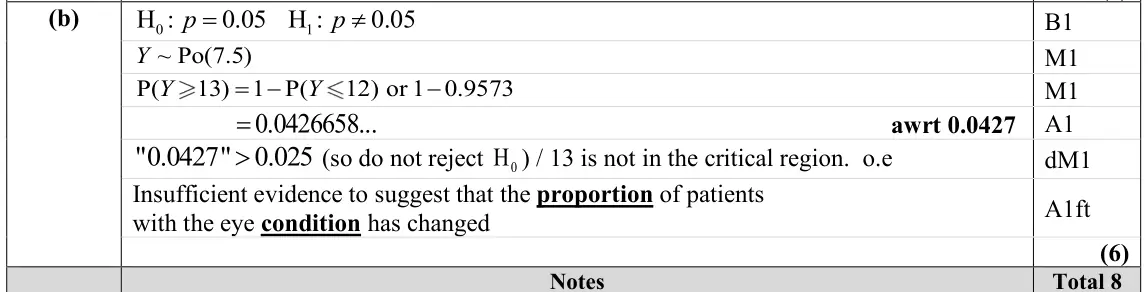 (b) H₀ : p = 0.05 H₁ : p ≠ 0.05 B1
Y ~ Po(7.5) M1
P(Y ⩾ 13) = 1 − P(Y ⩽ 12) or 1 − 0.9573 M1
= 0.0426658... awrt 0.0427 A1
"0.0427" > 0.025 (so do not reject H₀) / 13 is not in the critical region. o.e dM1
Insufficient evidence to suggest that the proportion of patients
with the eye condition has changed A1ft
(6)
Notes Total 8